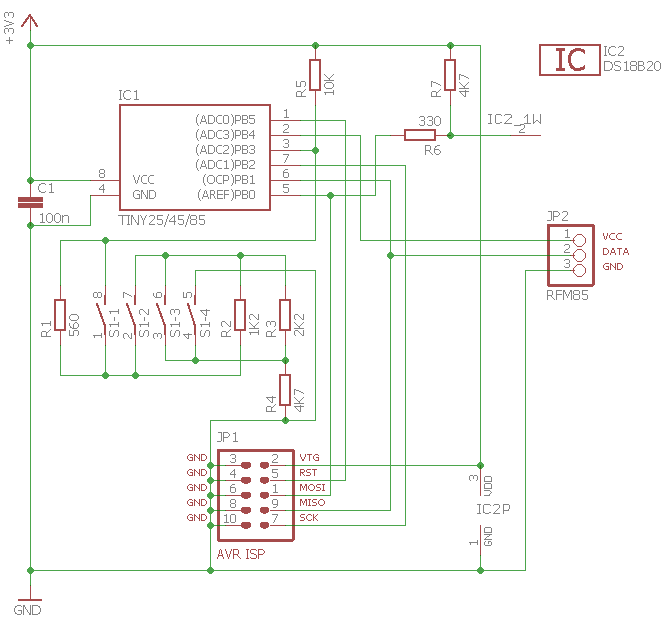 +3V3
IC
IC2
DS18B20
R5
10K
R7
4K7
IC1
(ADC0)PB5
1
(ADC3)PB4
2
(ADC2)PB3
3
(ADC1)PB2
7
(OCP)PB1
6
(AREF)PB0
5
8
VCC
4
GND
TINY25/45/85
330
R6
IC2_1W
2
C1
100n
JP2
1
VCC
2
DATA
3
GND
RFM85
R1
560
8
1
S1-1
7
2
S1-2
6
3
S1-3
5
4
S1-4
R2
1K2
R3
2K2
R4
4K7
JP1
GND
3
2
VTG
GND
4
5
RST
GND
6
1
MOSI
GND
8
9
MISO
GND
10
7
SCK
AVR ISP
3
VDD
IC2P
1
GND
GND